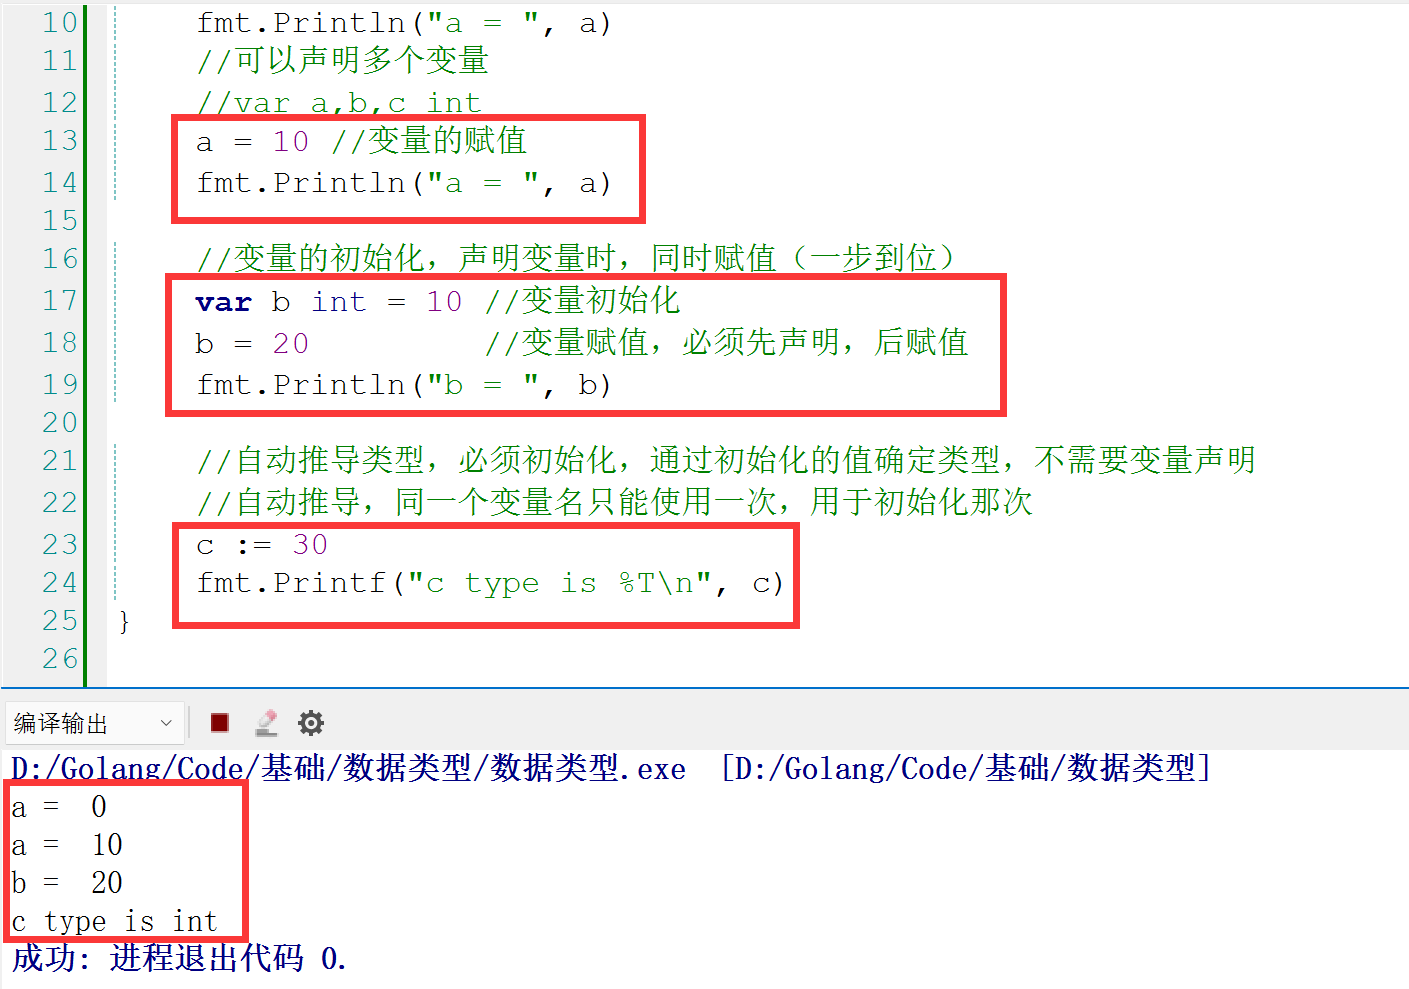 10 fmt.Println("a = ", a)
11 //可以声明多个变量
12 //var a,b,c int
13 a = 10 //变量的赋值
14 fmt.Println("a = ", a)
15
16 //变量的初始化，声明变量时，同时赋值（一步到位）
17 var b int = 10 //变量初始化
18 b = 20 //变量赋值，必须先声明，后赋值
19 fmt.Println("b = ", b)
20
21 //自动推导类型，必须初始化，通过初始化的值确定类型，不需要变量声明
22 //自动推导，同一个变量名只能使用一次，用于初始化那次
23 c := 30
24 fmt.Printf("c type is %T\n", c)
25 }
26
编译输出
D:/Golang/Code/基础/数据类型/数据类型.exe [D:/Golang/Code/基础/数据类型]
a =  0
a =  10
b =  20
c type is int
成功: 进程退出代码 0.